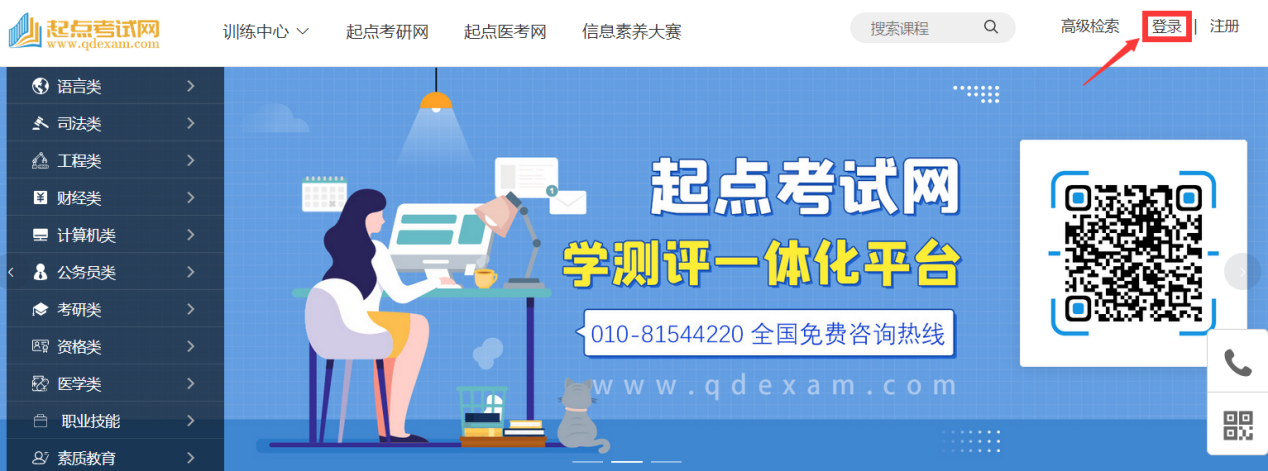 起点考试网
www.qdexam.com
训练中心
起点考研网
起点医考网
信息素养大赛
搜索课程
高级检索
登录 | 注册
语言类
司法类
工程类
财经类
计算机类
公务员类
考研类
资格类
医学类
职业技能
素质教育
起点考试网
学测评一体化平台
010-81544220 全国免费咨询热线
www.qdexam.com
1